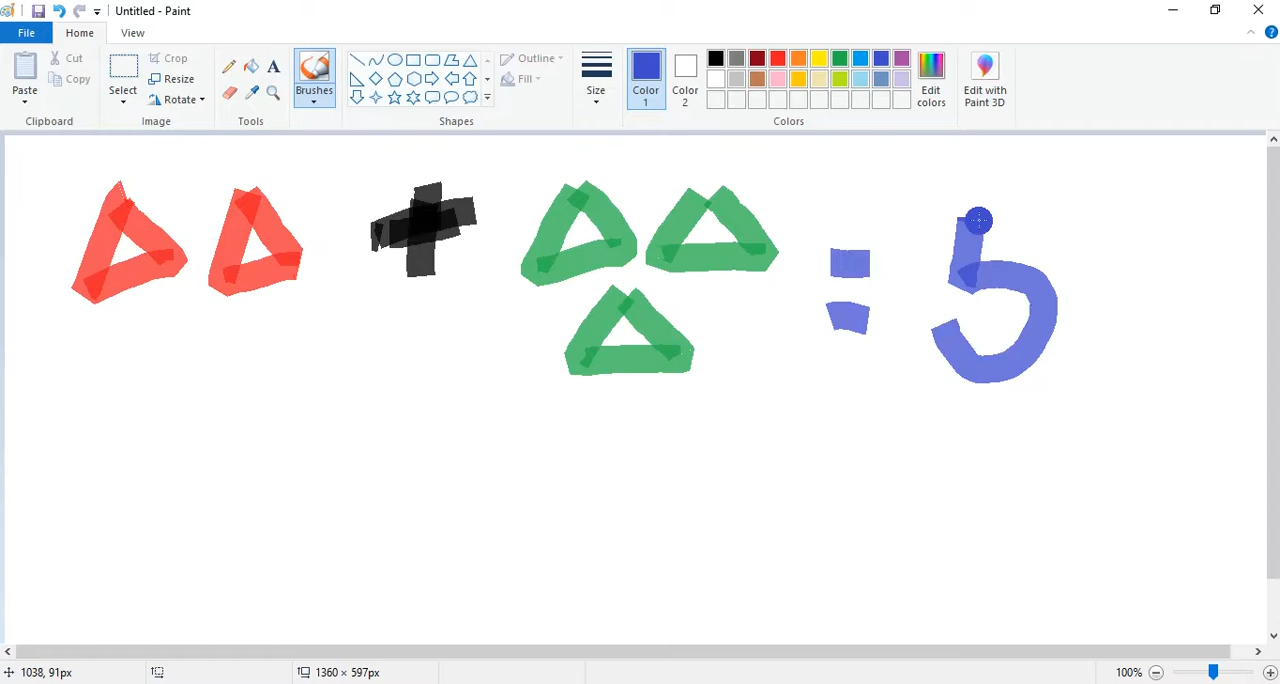 Untitled - Paint
File Home View
Paste
Cut
Copy
Clipboard
Select
Crop
Resize
Rotate
Image
Tools
Brushes
Outline
Fill
Shapes
Size
Color 1
Color 2
Edit colors
Colors
Edit with Paint 3D
+ = 5
1038, 91px
1360 × 597px
100%